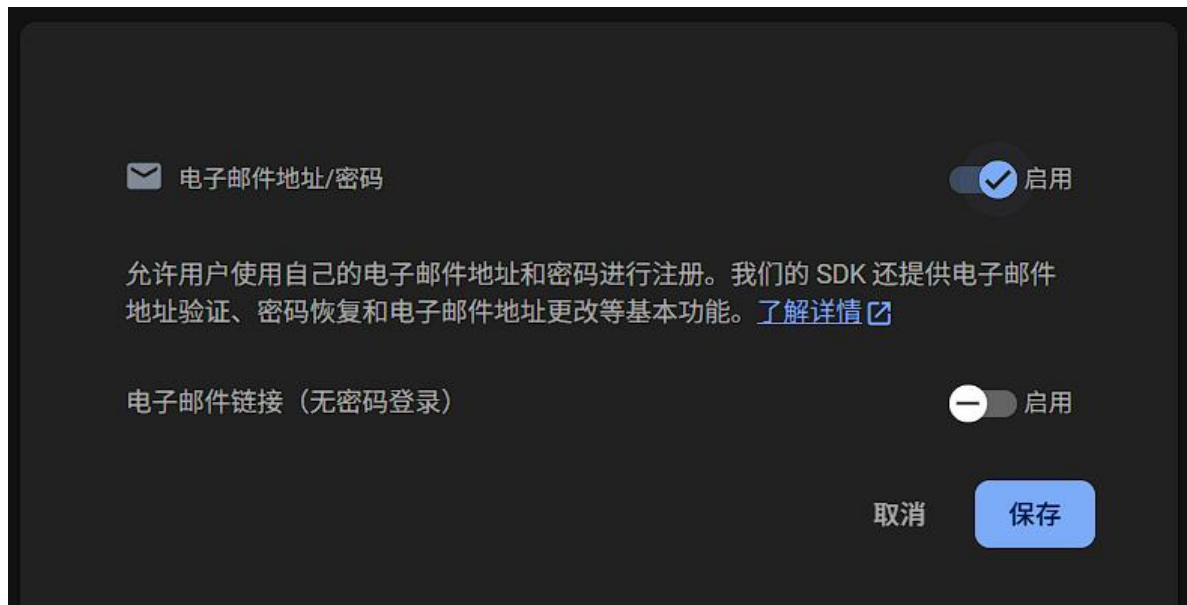 电子邮件地址/密码 启用
允许用户使用自己的电子邮件地址和密码进行注册。我们的 SDK 还提供电子邮件
地址验证、密码恢复和电子邮件地址更改等基本功能。了解详情
电子邮件链接（无密码登录） 启用
取消 保存